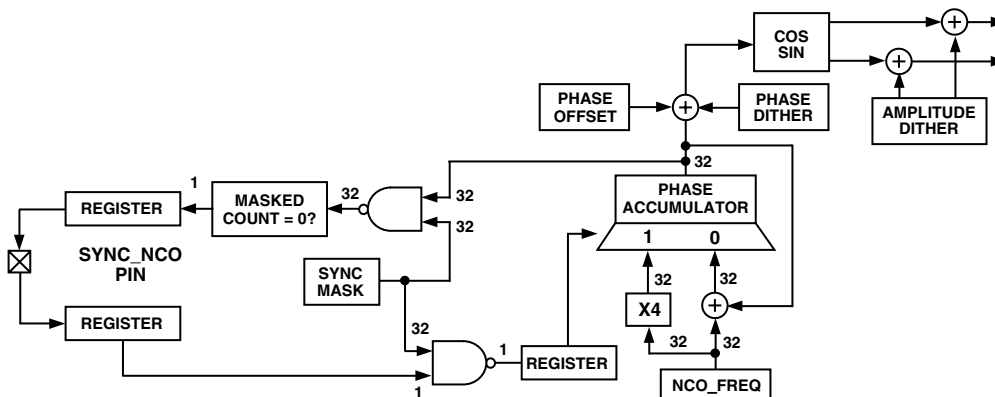 COS
SIN
+
+
PHASE
OFFSET
+
PHASE
DITHER
AMPLITUDE
DITHER
32
1
REGISTER
MASKED
COUNT = 0?
32
32
32
PHASE
ACCUMULATOR
1 0
SYNC_NCO
PIN
SYNC
MASK
32
32
X4
+
REGISTER
32
1
REGISTER
32
32
1
NCO_FREQ